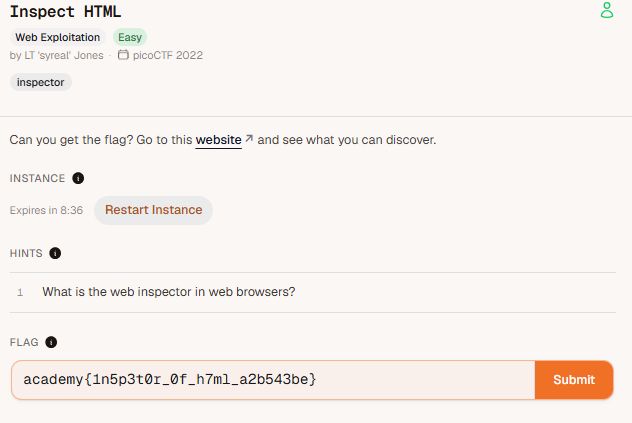 Inspect HTML
Web Exploitation Easy
by LT 'syreal' Jones · picoCTF 2022
inspector
Can you get the flag? Go to this website ↗ and see what you can discover.
INSTANCE i
Expires in 8:36 Restart Instance
HINTS i
1 What is the web inspector in web browsers?
FLAG i
academy{1n5p3t0r_0f_h7ml_a2b543be} Submit